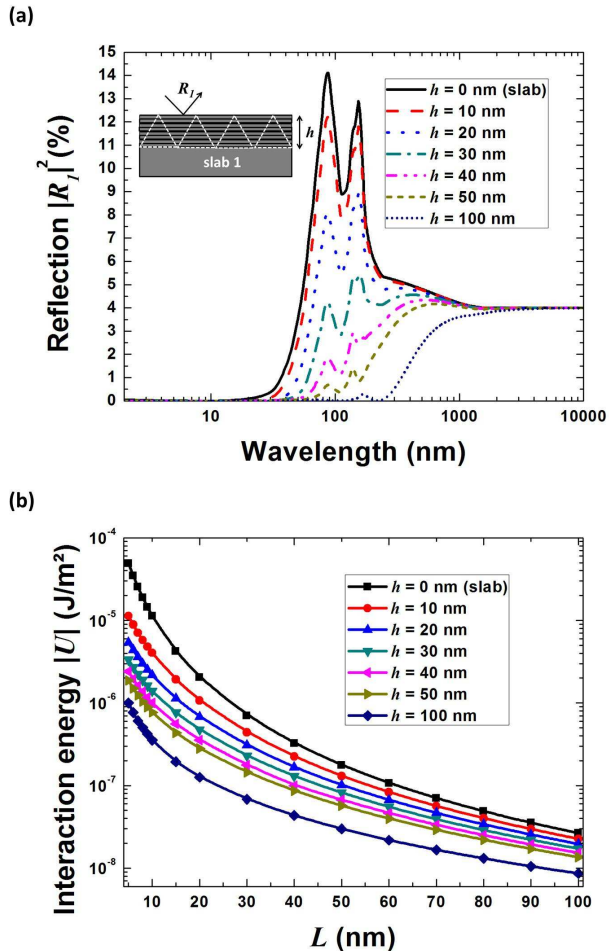 (a)
Reflection |R₁|² (%)
15
14
13
12
11
10
9
8
7
6
5
4
3
2
1
0
R₁
h
slab 1
h = 0 nm (slab)
h = 10 nm
h = 20 nm
h = 30 nm
h = 40 nm
h = 50 nm
h = 100 nm
10 100 1000 10000
Wavelength (nm)
(b)
Interaction energy |U| (J/m²)
10⁻⁴
10⁻⁵
10⁻⁶
10⁻⁷
10⁻⁸
h = 0 nm (slab)
h = 10 nm
h = 20 nm
h = 30 nm
h = 40 nm
h = 50 nm
h = 100 nm
10 20 30 40 50 60 70 80 90 100
L (nm)